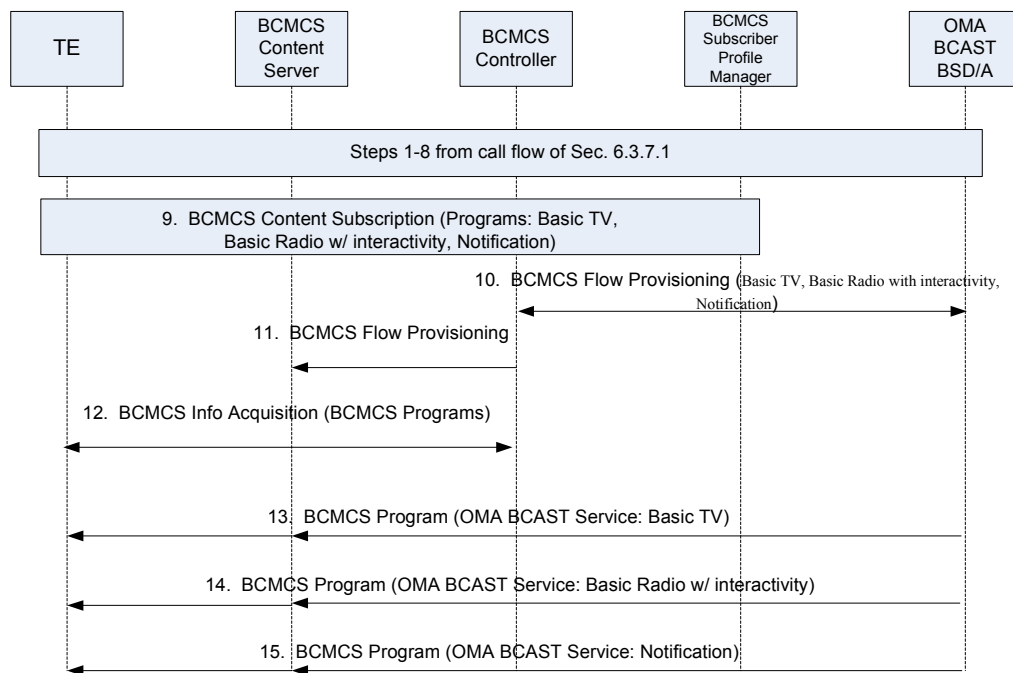 TE
BCMCS
Content
Server
BCMCS
Controller
BCMCS
Subscriber
Profile
Manager
OMA
BCAST
BSD/A
Steps 1-8 from call flow of Sec. 6.3.7.1
9. BCMCS Content Subscription (Programs: Basic TV,
Basic Radio w/ interactivity, Notification)
10. BCMCS Flow Provisioning (Basic TV, Basic Radio with interactivity,
Notification)
11. BCMCS Flow Provisioning
12. BCMCS Info Acquisition (BCMCS Programs)
13. BCMCS Program (OMA BCAST Service: Basic TV)
14. BCMCS Program (OMA BCAST Service: Basic Radio w/ interactivity)
15. BCMCS Program (OMA BCAST Service: Notification)